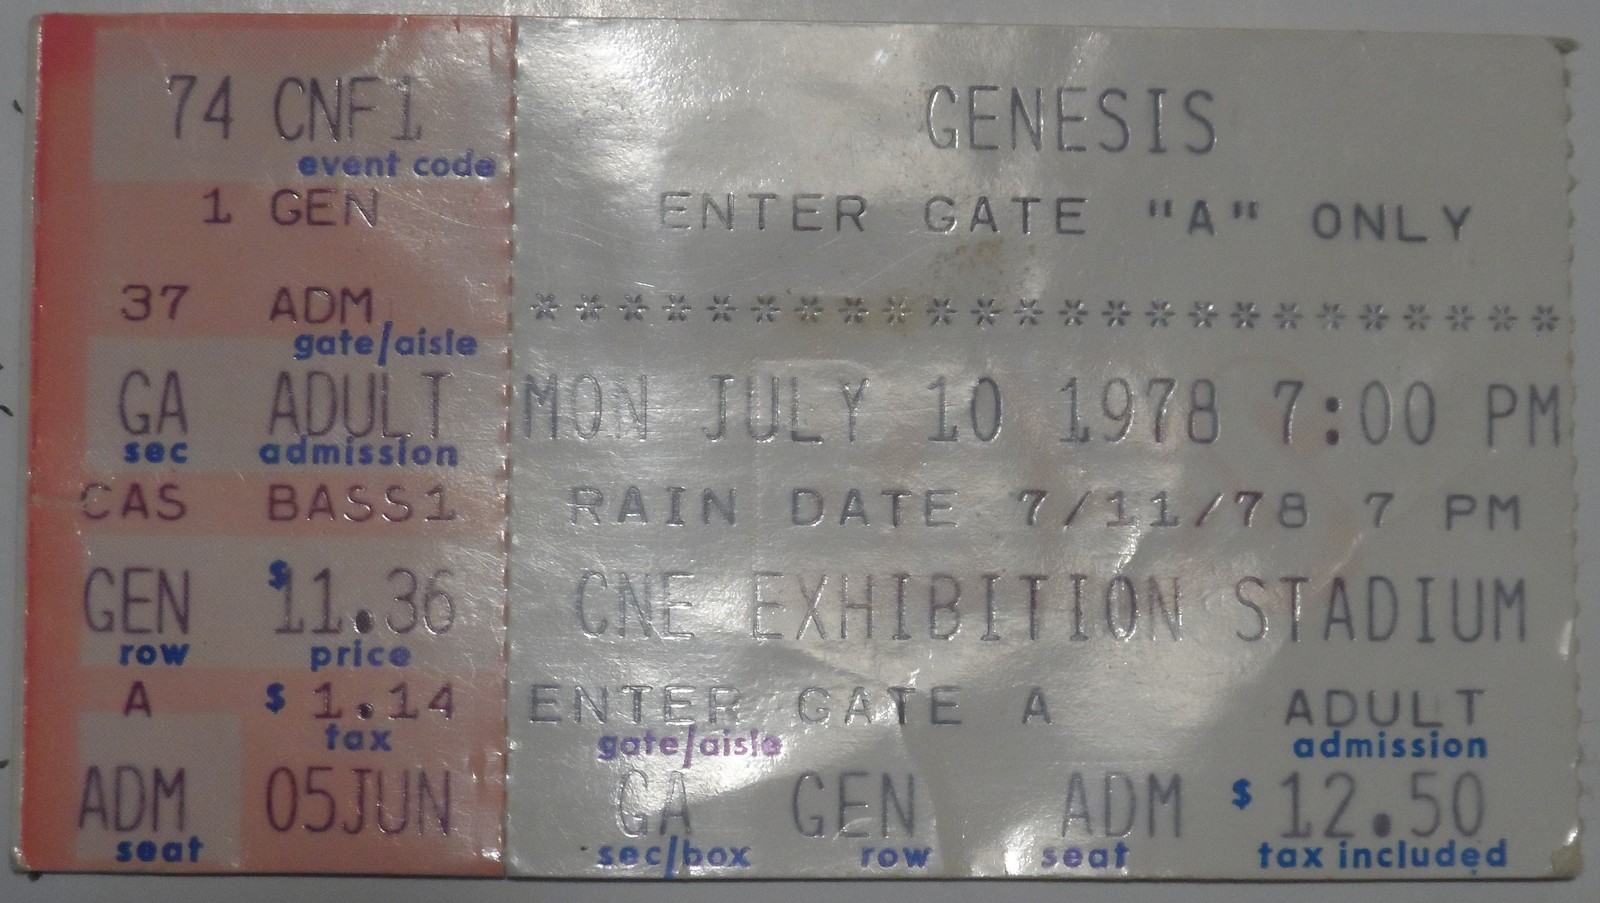 74 CNF1
event code
1 GEN
37 ADM
gate/aisle
GA ADULT
sec admission
CAS BASS1
GEN $11.36
row price
A $ 1.14
tax
ADM 05JUN
seat
GENESIS
ENTER GATE "A" ONLY
************************
MON JULY 10 1978 7:00 PM
RAIN DATE 7/11/78 7 PM
CNE EXHIBITION STADIUM
ENTER GATE A ADULT
gate/aisle admission
GA GEN ADM $ 12.50
sec/box row seat tax included